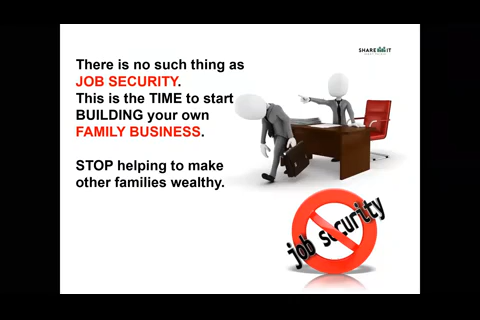 SHARE IT
There is no such thing as
JOB SECURITY.
This is the TIME to start
BUILDING your own
FAMILY BUSINESS.
STOP helping to make
other families wealthy.
job security